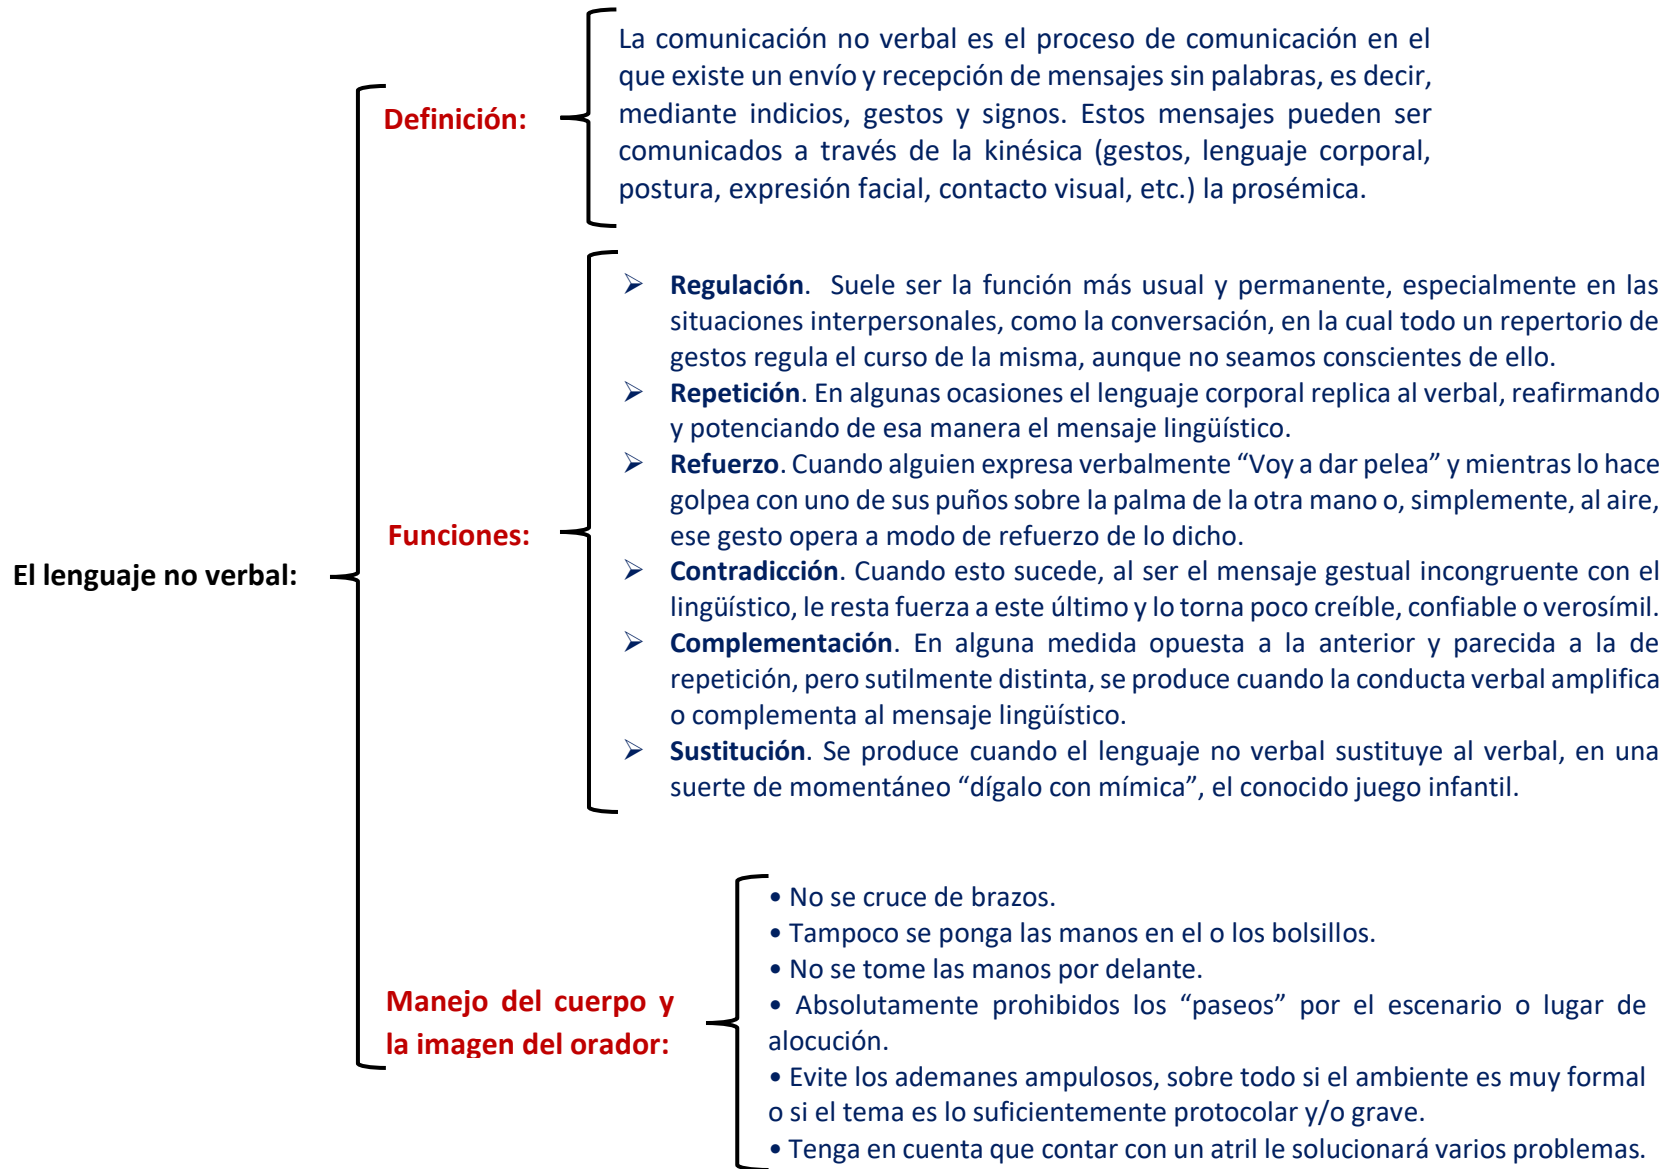 El lenguaje no verbal:
Definición:
La comunicación no verbal es el proceso de comunicación en el
que existe un envío y recepción de mensajes sin palabras, es decir,
mediante indicios, gestos y signos. Estos mensajes pueden ser
comunicados a través de la kinésica (gestos, lenguaje corporal,
postura, expresión facial, contacto visual, etc.) la prosémica.
Funciones:
➤ Regulación. Suele ser la función más usual y permanente, especialmente en las
situaciones interpersonales, como la conversación, en la cual todo un repertorio de
gestos regula el curso de la misma, aunque no seamos conscientes de ello.
➤ Repetición. En algunas ocasiones el lenguaje corporal replica al verbal, reafirmando
y potenciando de esa manera el mensaje lingüístico.
➤ Refuerzo. Cuando alguien expresa verbalmente “Voy a dar pelea” y mientras lo hace
golpea con uno de sus puños sobre la palma de la otra mano o, simplemente, al aire,
ese gesto opera a modo de refuerzo de lo dicho.
➤ Contradicción. Cuando esto sucede, al ser el mensaje gestual incongruente con el
lingüístico, le resta fuerza a este último y lo torna poco creíble, confiable o verosímil.
➤ Complementación. En alguna medida opuesta a la anterior y parecida a la de
repetición, pero sutilmente distinta, se produce cuando la conducta verbal amplifica
o complementa al mensaje lingüístico.
➤ Sustitución. Se produce cuando el lenguaje no verbal sustituye al verbal, en una
suerte de momentáneo “dígalo con mímica”, el conocido juego infantil.
Manejo del cuerpo y
la imagen del orador:
• No se cruce de brazos.
• Tampoco se ponga las manos en el o los bolsillos.
• No se tome las manos por delante.
• Absolutamente prohibidos los “paseos” por el escenario o lugar de
alocución.
• Evite los ademanes ampulosos, sobre todo si el ambiente es muy formal
o si el tema es lo suficientemente protocolar y/o grave.
• Tenga en cuenta que contar con un atril le solucionará varios problemas.